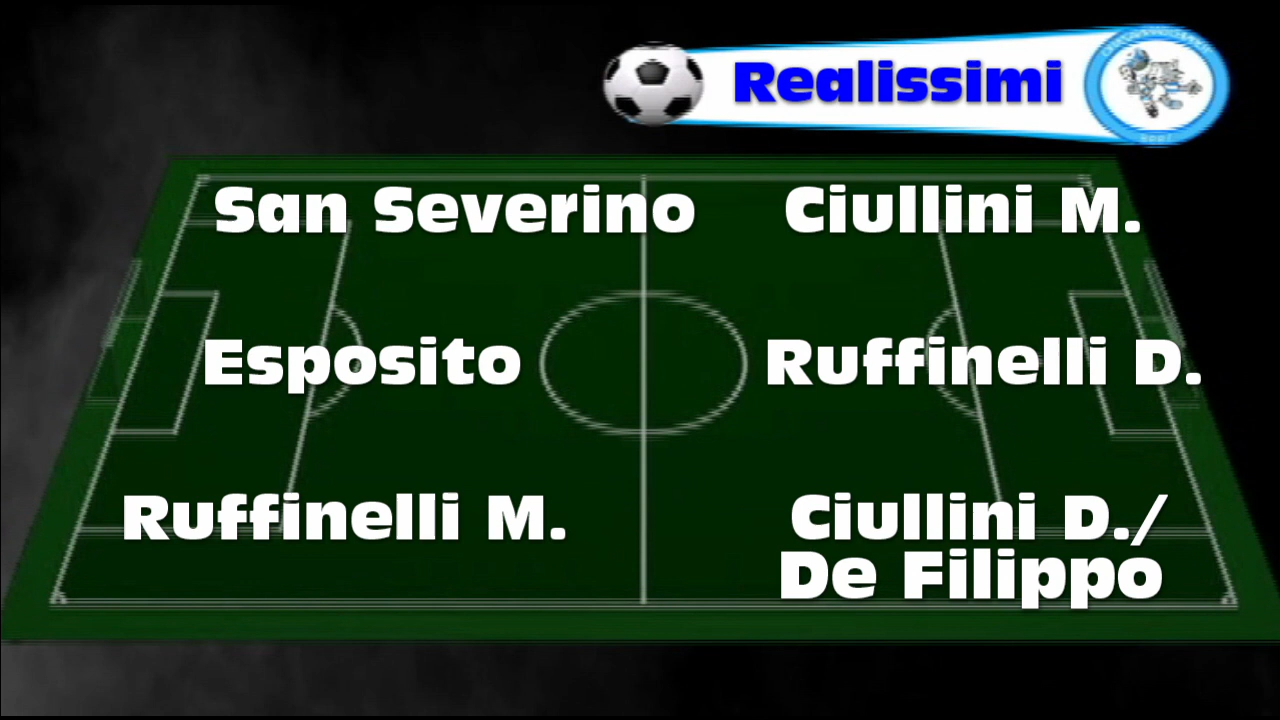 Realissimi
San Severino
Ciullini M.
Esposito
Ruffinelli D.
Ruffinelli M.
Ciullini D./
De Filippo